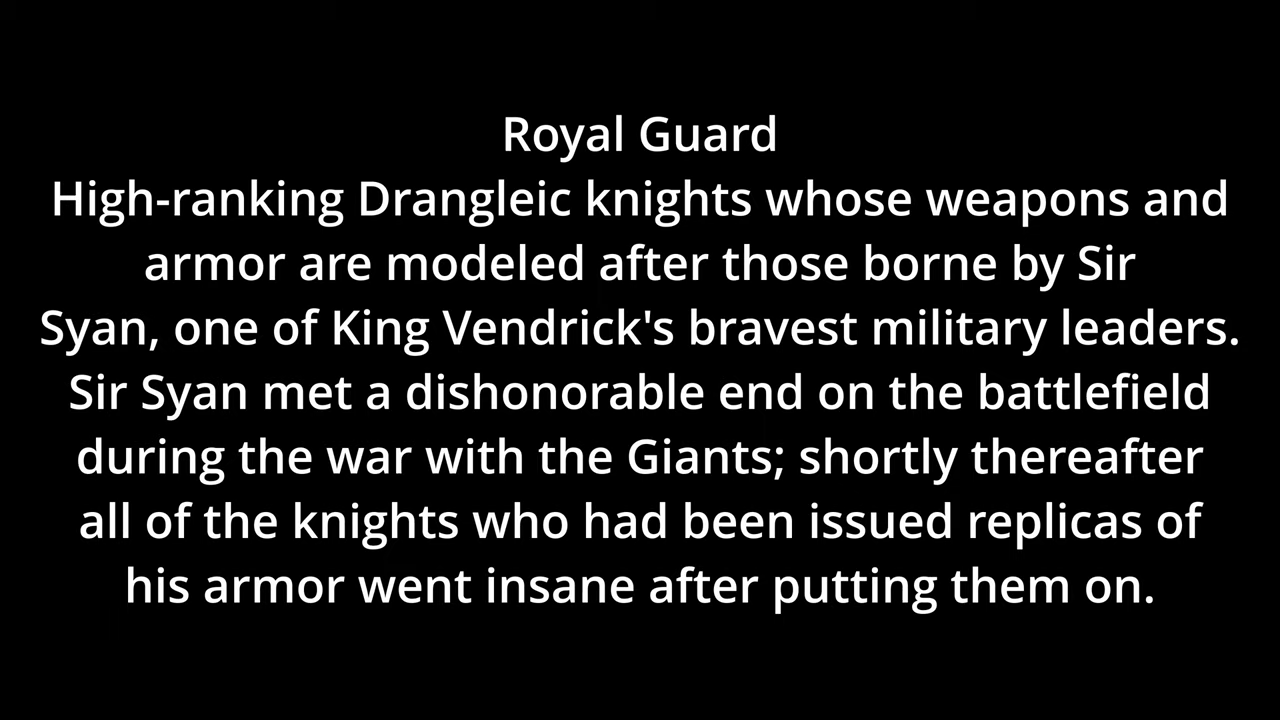 Royal Guard
High-ranking Drangleic knights whose weapons and
armor are modeled after those borne by Sir
Syan, one of King Vendrick's bravest military leaders.
Sir Syan met a dishonorable end on the battlefield
during the war with the Giants; shortly thereafter
all of the knights who had been issued replicas of
his armor went insane after putting them on.